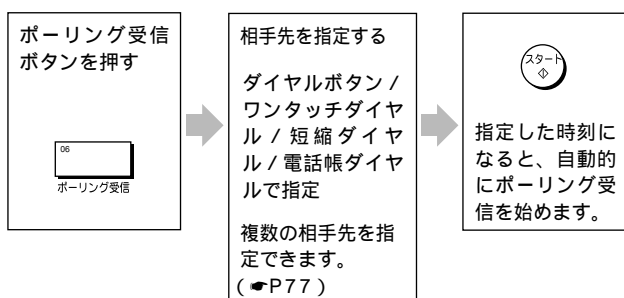 ポーリング受信
ボタンを押す
06
ポーリング受信
相手先を指定する
ダイヤルボタン/
ワンタッチダイヤ
ル/短縮ダイヤ
ル/電話帳ダイヤ
ルで指定
複数の相手先を指
定できます。
(☛P77)
スタート
指定した時刻に
なると、自動的
にポーリング受
信を始めます。